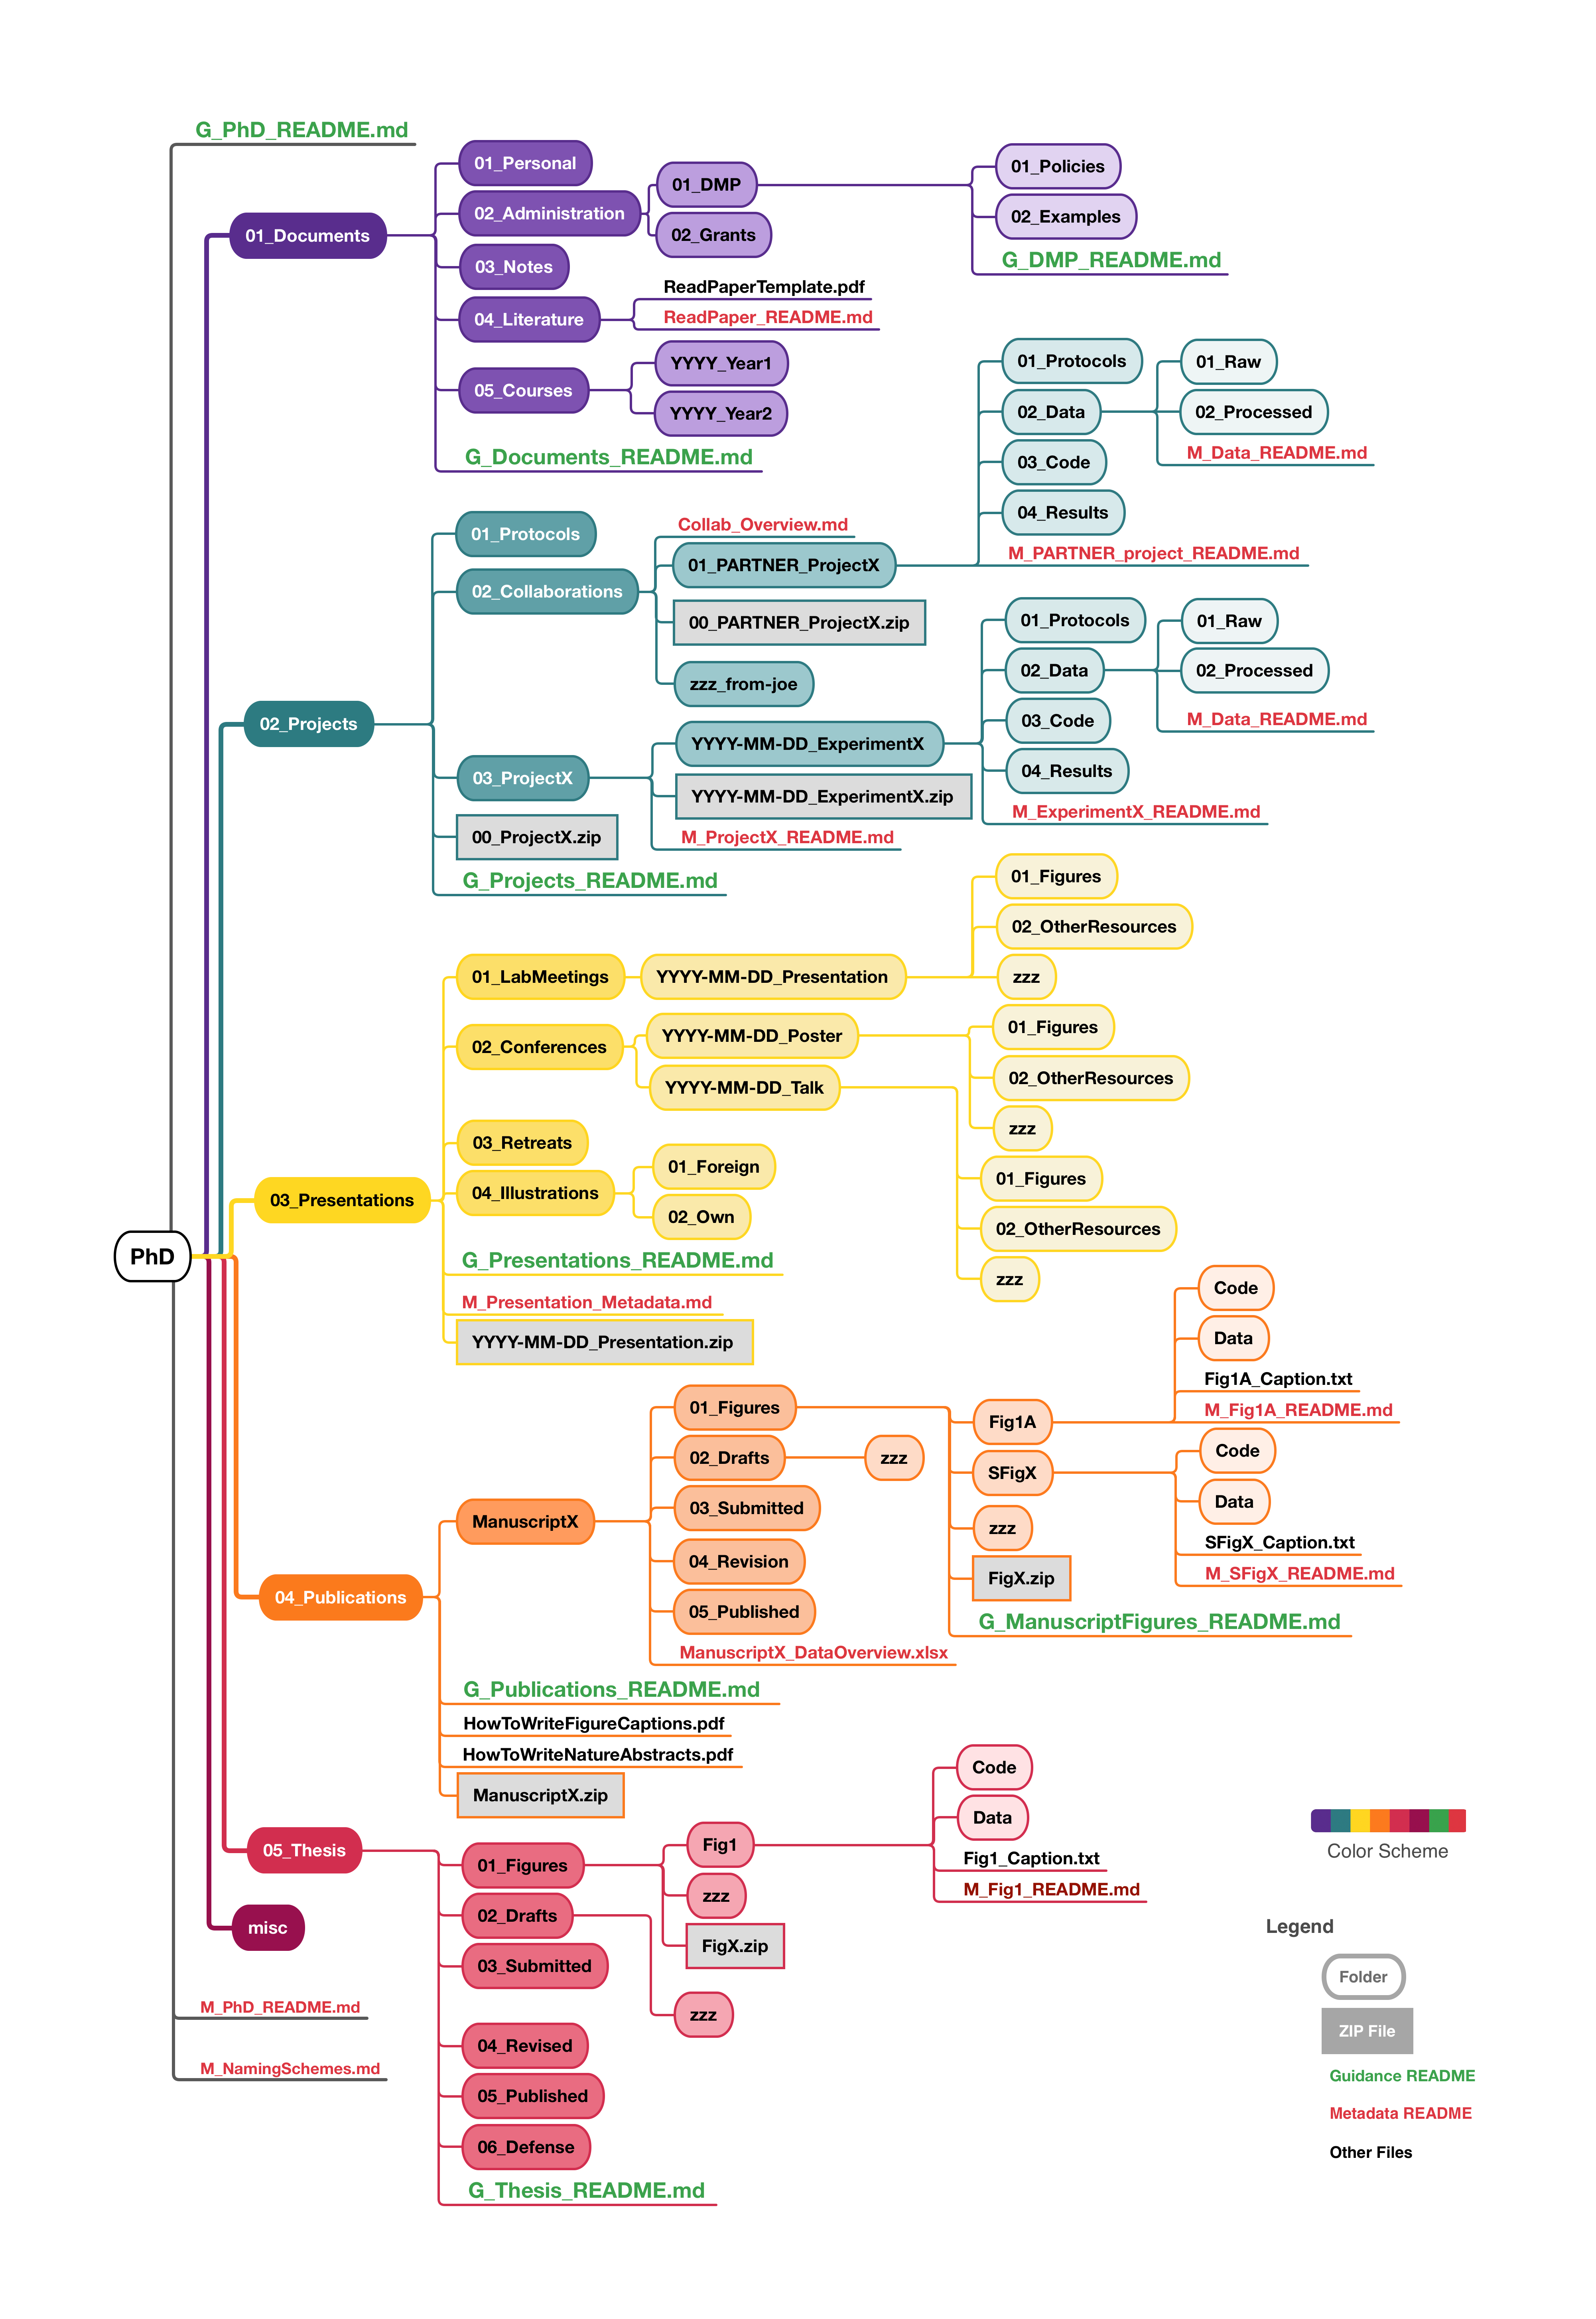 G_PhD_README.md
01_Documents
01_Personal
02_Administration
01_DMP
01_Policies
02_Examples
G_DMP_README.md
02_Grants
03_Notes
04_Literature
ReadPaperTemplate.pdf
ReadPaper_README.md
05_Courses
YYYY_Year1
YYYY_Year2
G_Documents_README.md
02_Projects
01_Protocols
02_Collaborations
Collab_Overview.md
01_PARTNER_ProjectX
01_Protocols
02_Data
01_Raw
02_Processed
M_Data_README.md
03_Code
04_Results
M_PARTNER_project_README.md
00_PARTNER_ProjectX.zip
zzz_from-joe
03_ProjectX
YYYY-MM-DD_ExperimentX
01_Protocols
02_Data
01_Raw
02_Processed
M_Data_README.md
03_Code
04_Results
M_ExperimentX_README.md
YYYY-MM-DD_ExperimentX.zip
M_ProjectX_README.md
00_ProjectX.zip
G_Projects_README.md
PhD
03_Presentations
01_LabMeetings
YYYY-MM-DD_Presentation
01_Figures
02_OtherResources
zzz
02_Conferences
YYYY-MM-DD_Poster
01_Figures
02_OtherResources
zzz
YYYY-MM-DD_Talk
01_Figures
02_OtherResources
zzz
03_Retreats
04_Illustrations
01_Foreign
02_Own
G_Presentations_README.md
M_Presentation_Metadata.md
YYYY-MM-DD_Presentation.zip
04_Publications
ManuscriptX
01_Figures
Fig1A
Code
Data
Fig1A_Caption.txt
M_Fig1A_README.md
SFigX
Code
Data
SFigX_Caption.txt
M_SFigX_README.md
zzz
FigX.zip
G_ManuscriptFigures_README.md
02_Drafts
zzz
03_Submitted
04_Revision
05_Published
ManuscriptX_DataOverview.xlsx
G_Publications_README.md
HowToWriteFigureCaptions.pdf
HowToWriteNatureAbstracts.pdf
ManuscriptX.zip
05_Thesis
01_Figures
Fig1
Code
Data
Fig1_Caption.txt
M_Fig1_README.md
zzz
FigX.zip
02_Drafts
zzz
03_Submitted
04_Revised
05_Published
06_Defense
G_Thesis_README.md
misc
M_PhD_README.md
M_NamingSchemes.md
Color Scheme
Legend
Folder
ZIP File
Guidance README
Metadata README
Other Files